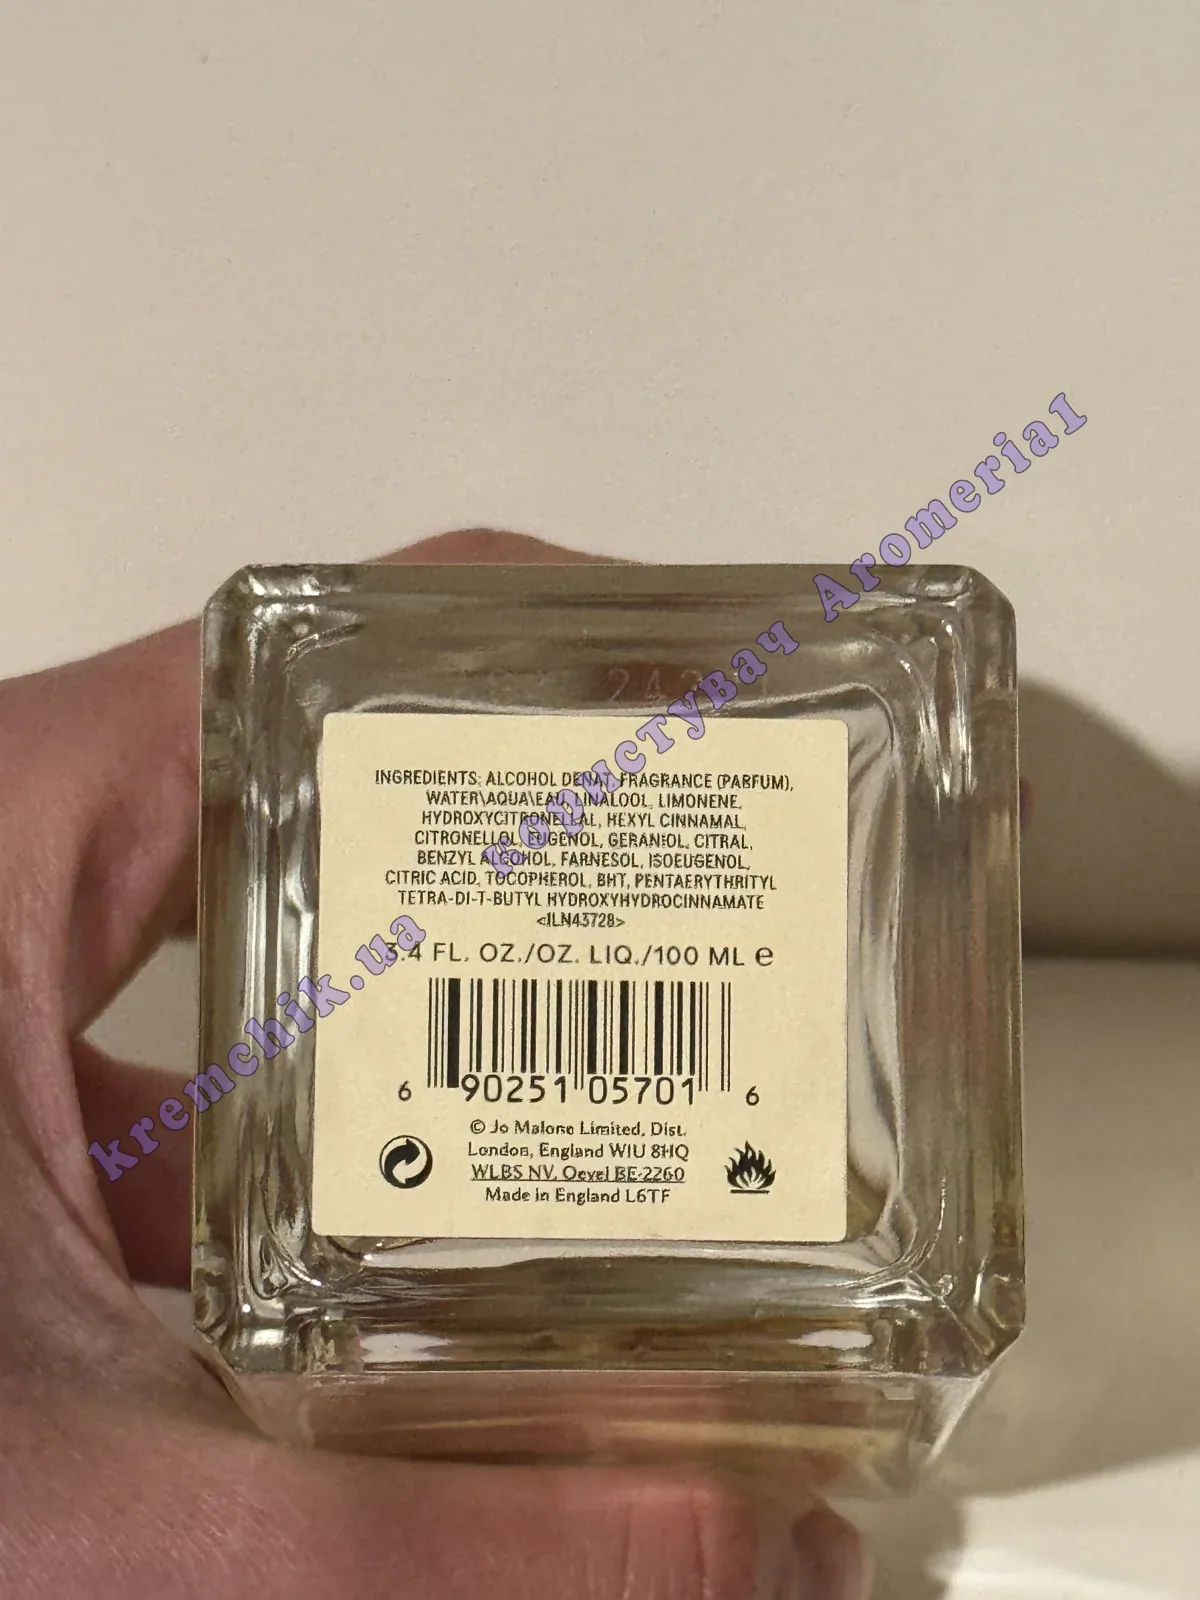 INGREDIENTS: ALCOHOL DENAT, FRAGRANCE (PARFUM),
WATER\AQUA\EAU, LINALOOL, LIMONENE,
HYDROXYCITRONELLAL, HEXYL CINNAMAL,
CITRONELLOL, EUGENOL, GERANIOL, CITRAL,
BENZYL ALCOHOL, FARNESOL, ISOEUGENOL,
CITRIC ACID, TOCOPHEROL, BHT, PENTAERYTHRITYL
TETRA-DI-T-BUTYL HYDROXYHYDROCINNAMATE
<ILN43728>
3.4 FL. OZ./OZ. LIQ./100 ML e
6 90251 05701 6
© Jo Malone Limited, Dist.
London, England W1U 8HQ
WLBS NV, Oevel BE-2260
Made in England L6TF
kremchik.ua користувач Aromeria1